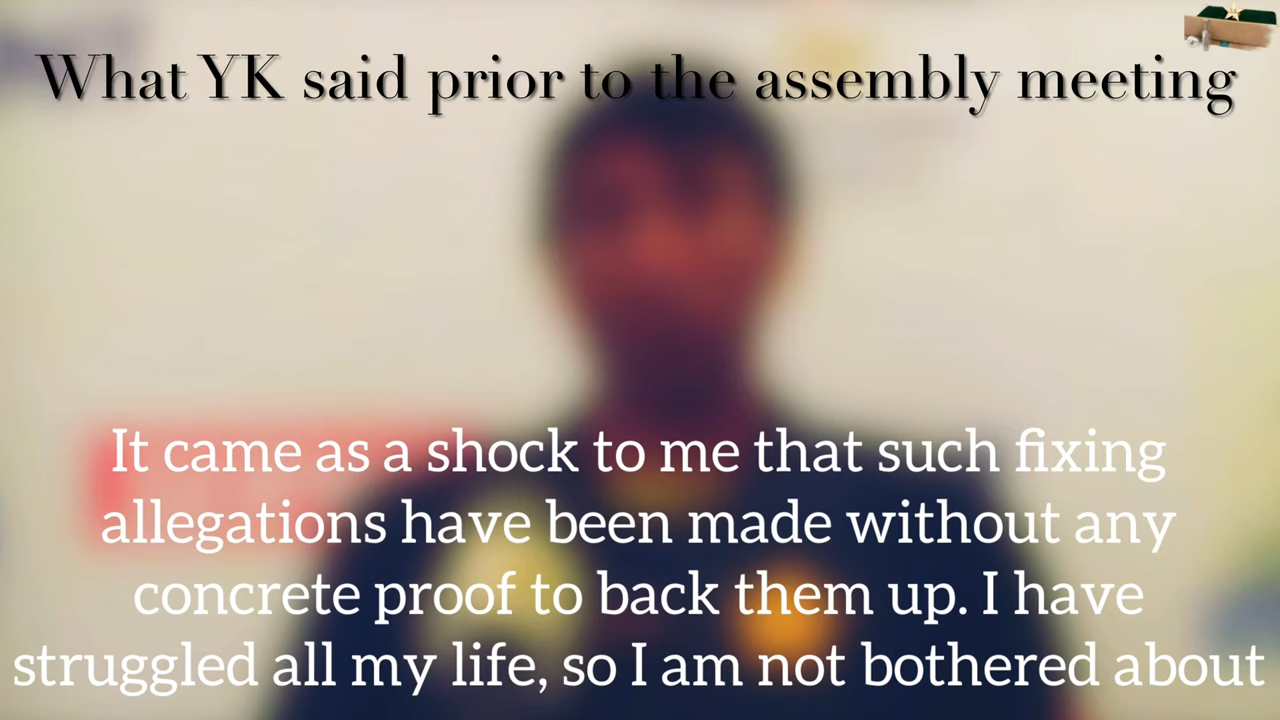 What YK said prior to the assembly meeting
It came as a shock to me that such fixing
allegations have been made without any
concrete proof to back them up. I have
struggled all my life, so I am not bothered about